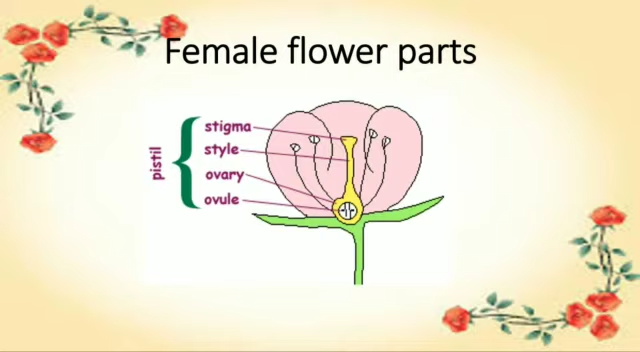 Female flower parts
pistil
stigma
style
ovary
ovule